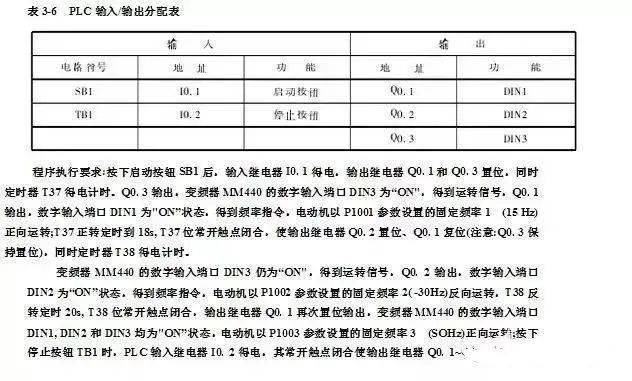 表 3-6 PLC 输入/输出分配表
输 入 输 出
电路符号 地 址 功 能 地 址 功 能
SB1 I0.1 启动按钮 Q0.1 DIN1
TB1 I0.2 停止按钮 Q0.2 DIN2
Q0.3 DIN3
程序执行要求:按下启动按钮 SB1 后，输入继电器 I0.1 得电，输出继电器 Q0.1 和 Q0.3 置位，同时
定时器 T37 得电计时。Q0.3 输出，变频器 MM440 的数字输入端口 DIN3 为“ON”，得到运转信号，Q0.1
输出，数字输入端口 DIN1 为"ON”状态，得到频率指令，电动机以 P1001 参数设置的固定频率 1 (15 Hz)
正向运转;T37 正转定时到 18s, T37 位常开触点闭合，使输出继电器 Q0.2 置位、Q0.1 复位(注意:Q0.3 保
持置位)，同时定时器 T38 得电计时。
变频器 MM440 的数字输入端口 DIN3 仍为“ON"，得到运转信号，Q0.2 输出，数字输入端口
DIN2 为“ON”状态，得到频率指令，电动机以 P1002 参数设置的固定频率 2(-30Hz)反向运转，T38 反
转定时 20s, T38 位常开触点闭合，输出继电器 Q0.1 再次置位输出，变频器 MM440 的数字输入端口
DIN1, DIN2 和 DIN3 均为"ON”状态，电动机以 P1003 参数设置的固定频率 3 (SOHz)正向运转;按下
停止按钮 TB1 时，PLC 输入继电器 I0.2 得电，其常开触点闭合使输出继电器 Q0.1~